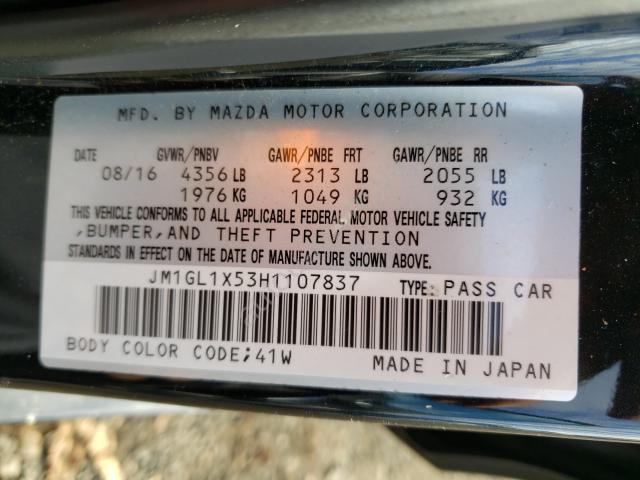 MFD. BY MAZDA MOTOR CORPORATION
DATE GVWR/PNBV GAWR/PNBE FRT GAWR/PNBE RR
08/16 4356 LB 2313 LB 2055 LB
1976 KG 1049 KG 932 KG
THIS VEHICLE CONFORMS TO ALL APPLICABLE FEDERAL MOTOR VEHICLE SAFETY
,BUMPER,AND THEFT PREVENTION
STANDARDS IN EFFECT ON THE DATE OF MANUFACTURE SHOWN ABOVE.
JM1GL1X53H1107837 TYPE: PASS CAR
BODY COLOR CODE;41W MADE IN JAPAN